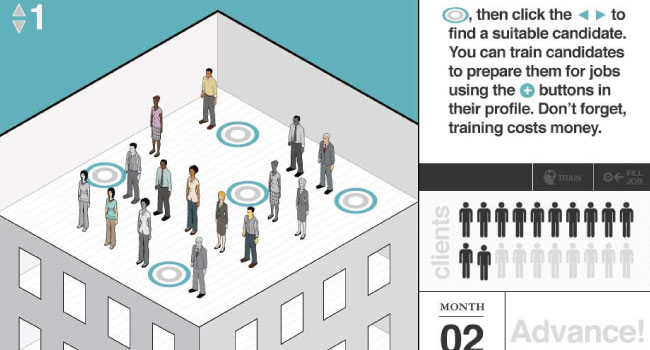 1
, then click the ◄ ► to
find a suitable candidate.
You can train candidates
to prepare them for jobs
using the + buttons in
their profile. Don't forget,
training costs money.
TRAIN
FILL
JOB
clients
MONTH
02
Advance!